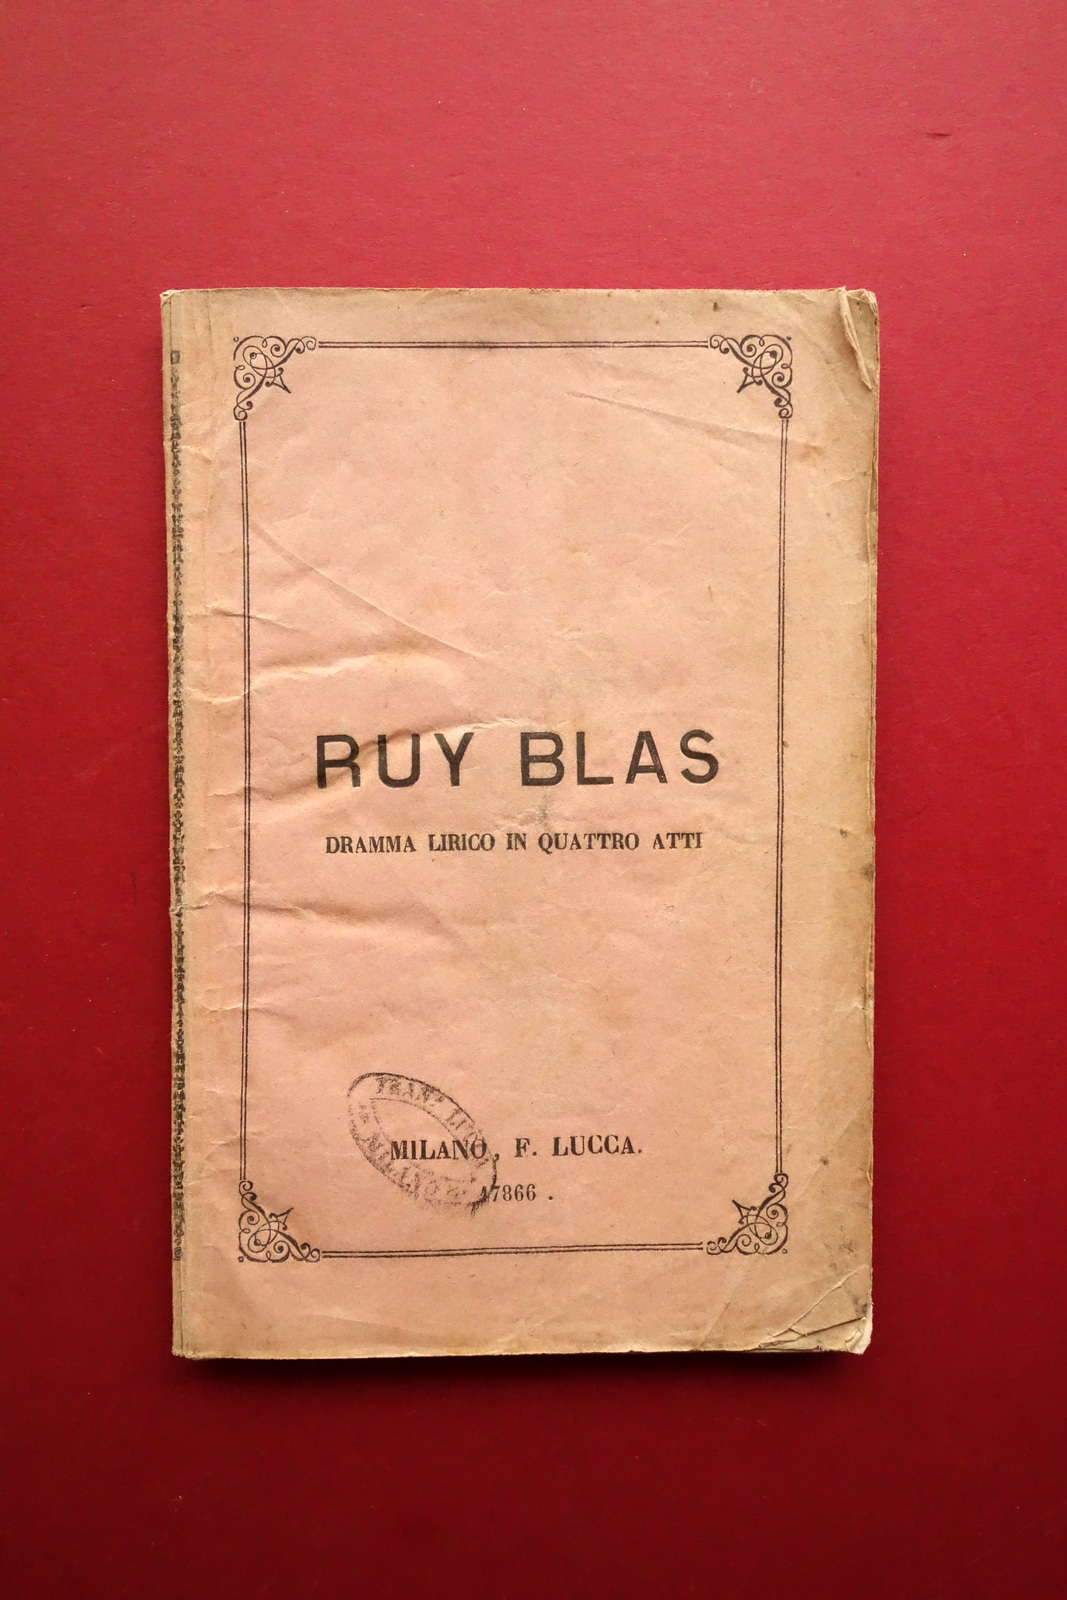 RUY BLAS
DRAMMA LIRICO IN QUATTRO ATTI
MILANO, F. LUCCA.
17866 .